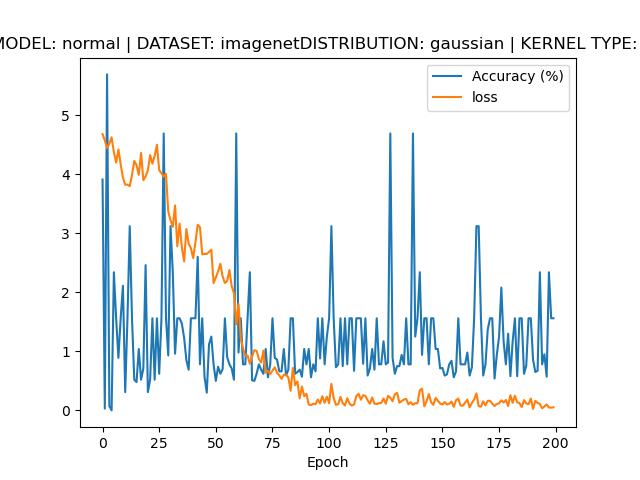 MODEL: normal | DATASET: imagenetDISTRIBUTION: gaussian | KERNEL TYPE:
Accuracy (%)
loss
5
4
3
2
1
0
0 25 50 75 100 125 150 175 200
Epoch